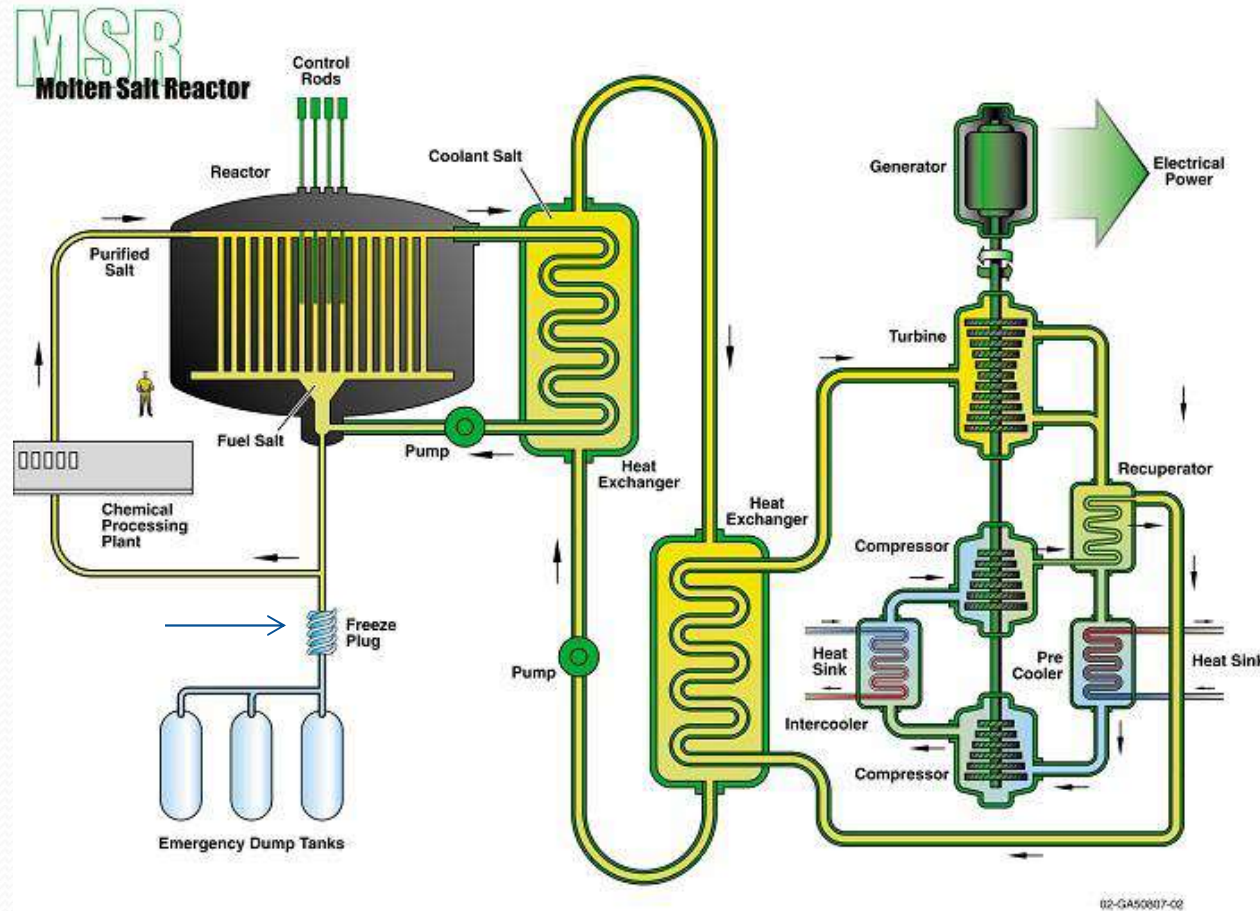 MSR
Molten Salt Reactor
Control
Rods
Reactor
Coolant Salt
Generator
Electrical
Power
Purified
Salt
Turbine
Fuel Salt
Pump
Heat
Exchanger
Recuperator
Chemical
Processing
Plant
Heat
Exchanger
Compressor
Freeze
Plug
Pump
Heat
Sink
Pre
Cooler
Heat Sink
Intercooler
Compressor
Emergency Dump Tanks
02-GA50807-02